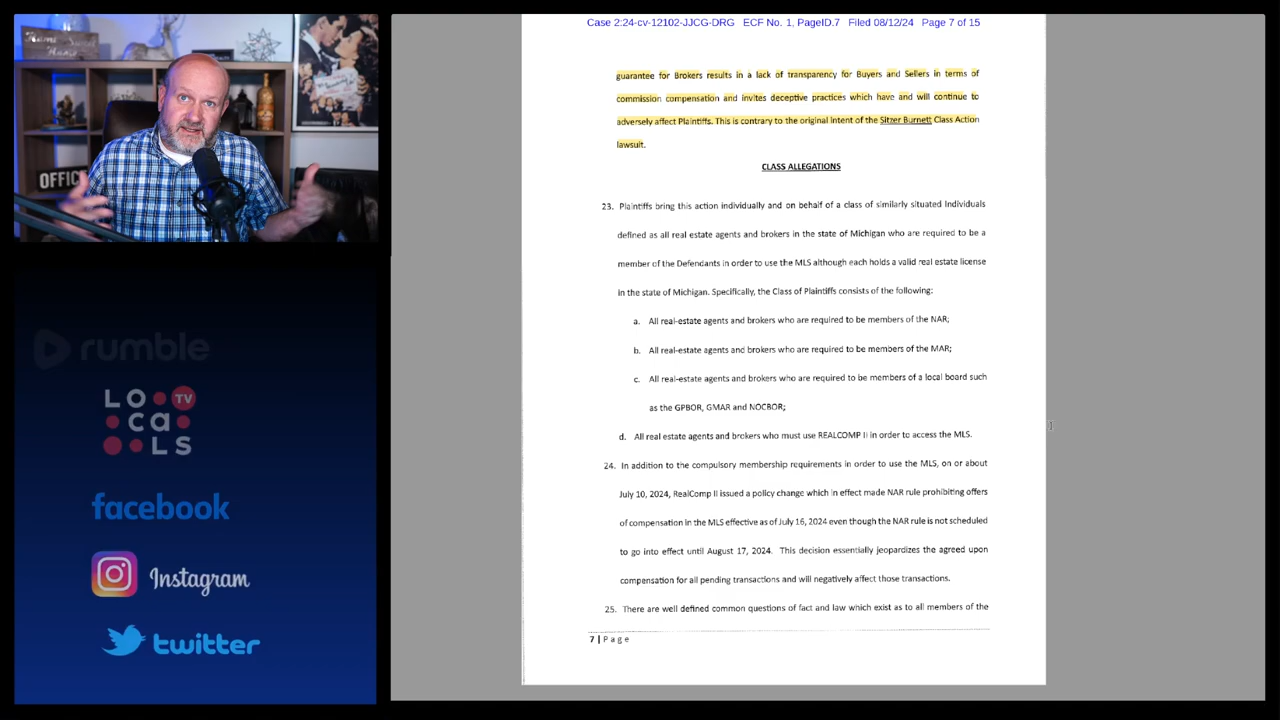 OFFIC
rumble
LO TV
Ca
LS
facebook
Instagram
twitter
Case 2:24-cv-12102-JJCG-DRG ECF No. 1, PageID.7 Filed 08/12/24 Page 7 of 15
guarantee for Brokers results in a lack of transparency for Buyers and Sellers in terms of
commission compensation and invites deceptive practices which have and will continue to
adversely affect Plaintiffs. This is contrary to the original intent of the Sitzer Burnett Class Action
lawsuit.
CLASS ALLEGATIONS
23. Plaintiffs bring this action individually and on behalf of a class of similarly situated Individuals
defined as all real estate agents and brokers in the state of Michigan who are required to be a
member of the Defendants in order to use the MLS although each holds a valid real estate license
in the state of Michigan. Specifically, the Class of Plaintiffs consists of the following:
a. All real-estate agents and brokers who are required to be members of the NAR;
b. All real-estate agents and brokers who are required to be members of the MAR;
c. All real-estate agents and brokers who are required to be members of a local board such
as the GPBOR, GMAR and NOCBOR;
d. All real estate agents and brokers who must use REALCOMP II in order to access the MLS.
24. In addition to the compulsory membership requirements in order to use the MLS, on or about
July 10, 2024, RealComp II issued a policy change which in effect made NAR rule prohibiting offers
of compensation in the MLS effective as of July 16, 2024 even though the NAR rule is not scheduled
to go into effect until August 17, 2024. This decision essentially jeopardizes the agreed upon
compensation for all pending transactions and will negatively affect those transactions.
25. There are well defined common questions of fact and law which exist as to all members of the
7 | Page